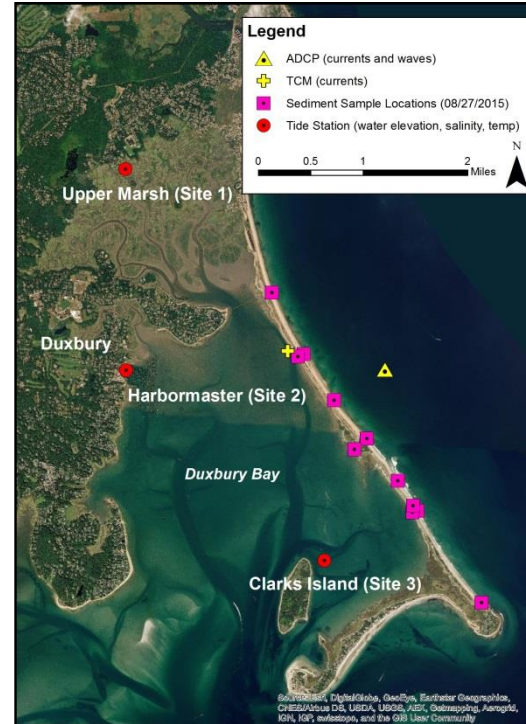 Legend
ADCP (currents and waves)
TCM (currents)
Sediment Sample Locations (08/27/2015)
Tide Station (water elevation, salinity, temp)
N
0 0.5 1 2
Miles
Upper Marsh (Site 1)
Duxbury
Harbormaster (Site 2)
Duxbury Bay
Clarks Island (Site 3)
DigitalGlobe, GeoEye, Earthstar Geographics,
CNES/Airbus DS, USDA, USGS, AEX, Getmapping, Aerogrid,
IGN, IGP, swisstopo, and the GIS User Community